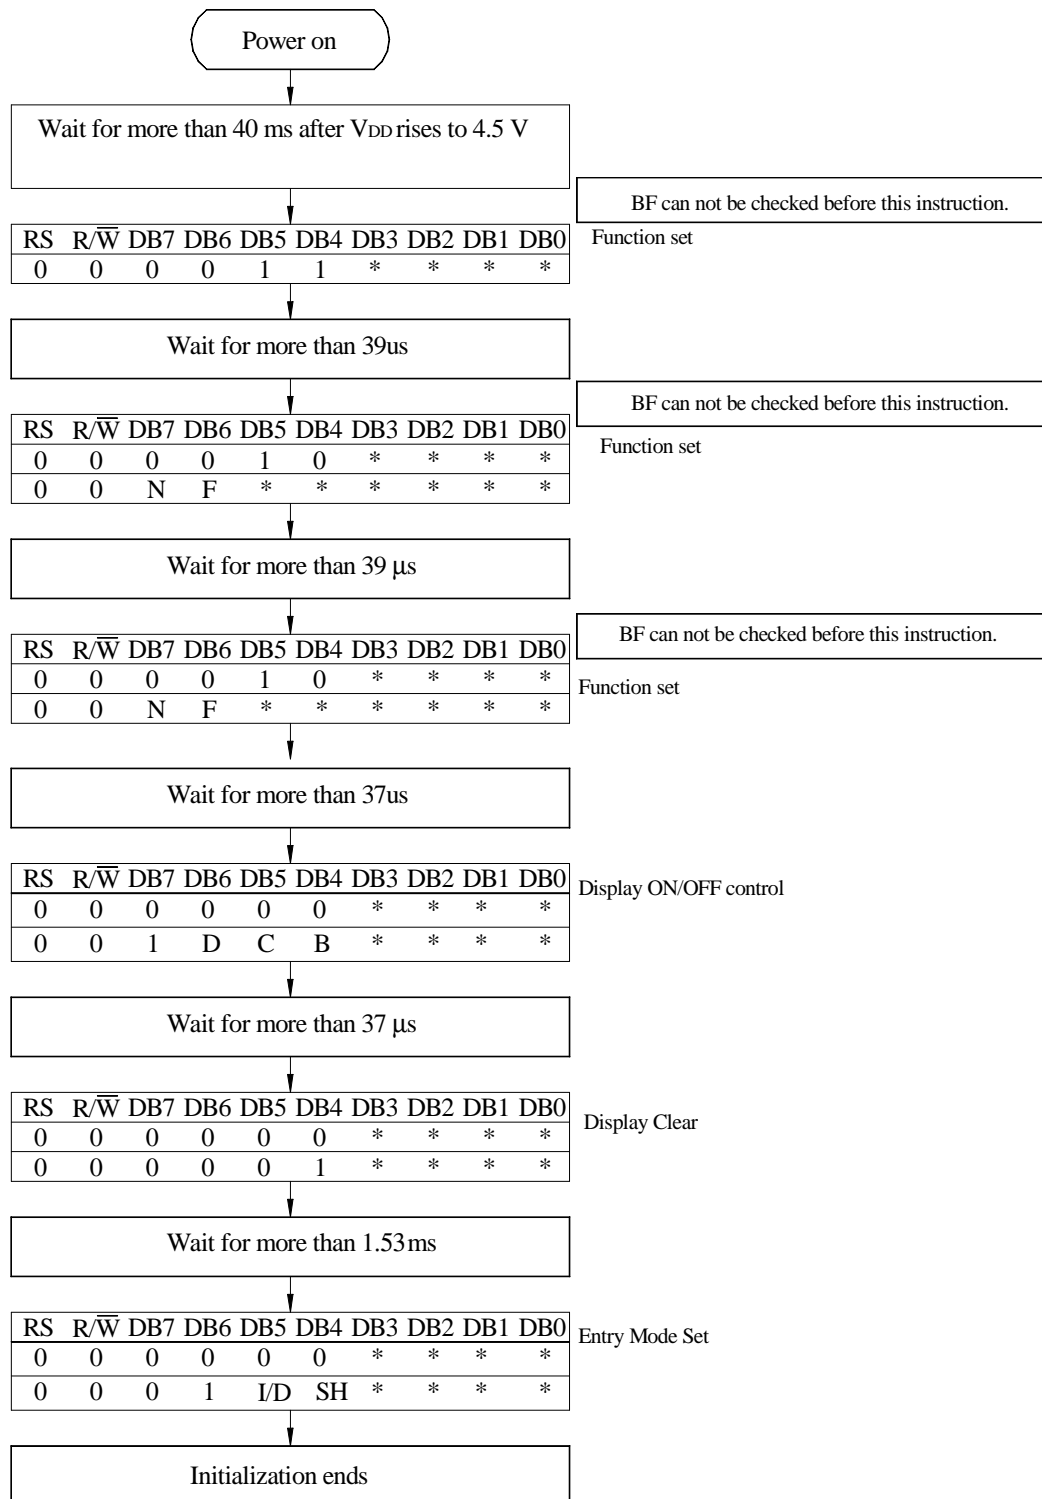 Power on
Wait for more than 40 ms after VDD rises to 4.5 V
BF can not be checked before this instruction.
RS R/W̅ DB7 DB6 DB5 DB4 DB3 DB2 DB1 DB0
Function set
0 0 0 0 1 1 * * * *
Wait for more than 39us
BF can not be checked before this instruction.
RS R/W̅ DB7 DB6 DB5 DB4 DB3 DB2 DB1 DB0
Function set
0 0 0 0 1 0 * * * *
0 0 N F * * * * * *
Wait for more than 39 µs
BF can not be checked before this instruction.
RS R/W̅ DB7 DB6 DB5 DB4 DB3 DB2 DB1 DB0
0 0 0 0 1 0 * * * *
Function set
0 0 N F * * * * * *
Wait for more than 37us
RS R/W̅ DB7 DB6 DB5 DB4 DB3 DB2 DB1 DB0
Display ON/OFF control
0 0 0 0 0 0 * * * *
0 0 1 D C B * * * *
Wait for more than 37 µs
RS R/W̅ DB7 DB6 DB5 DB4 DB3 DB2 DB1 DB0
Display Clear
0 0 0 0 0 0 * * * *
0 0 0 0 0 1 * * * *
Wait for more than 1.53ms
RS R/W̅ DB7 DB6 DB5 DB4 DB3 DB2 DB1 DB0
Entry Mode Set
0 0 0 0 0 0 * * * *
0 0 0 1 I/D SH * * * *
Initialization ends